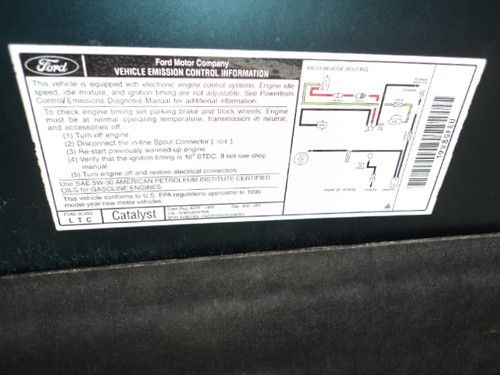 Ford
Ford Motor Company
VEHICLE EMISSION CONTROL INFORMATION
This vehicle is equipped with electronic engine control systems. Engine idle
speed, idle mixture, and ignition timing are not adjustable. See Powertrain
Control/Emissions Diagnosis Manual for additional information.
To check engine timing set parking brake and block wheels. Engine
must be at normal operating temperature, transmission in neutral,
and accessories off.
(1) Turn off engine.
(2) Disconnect the in-line Spout Connector
(3) Re-start previously warmed engine.
(4) Verify that the ignition timing is 10° BTDC. If not see shop
manual.
(5) Turn off engine and restore electrical connection.
Use SAE 5W-30 AMERICAN PETROLEUM INSTITUTE CERTIFIED
OILS for GASOLINE ENGINES.
This vehicle conforms to U.S. EPA regulations applicable to 1995
model year new motor vehicles.
LTC
Catalyst
VACUUM HOSE ROUTING